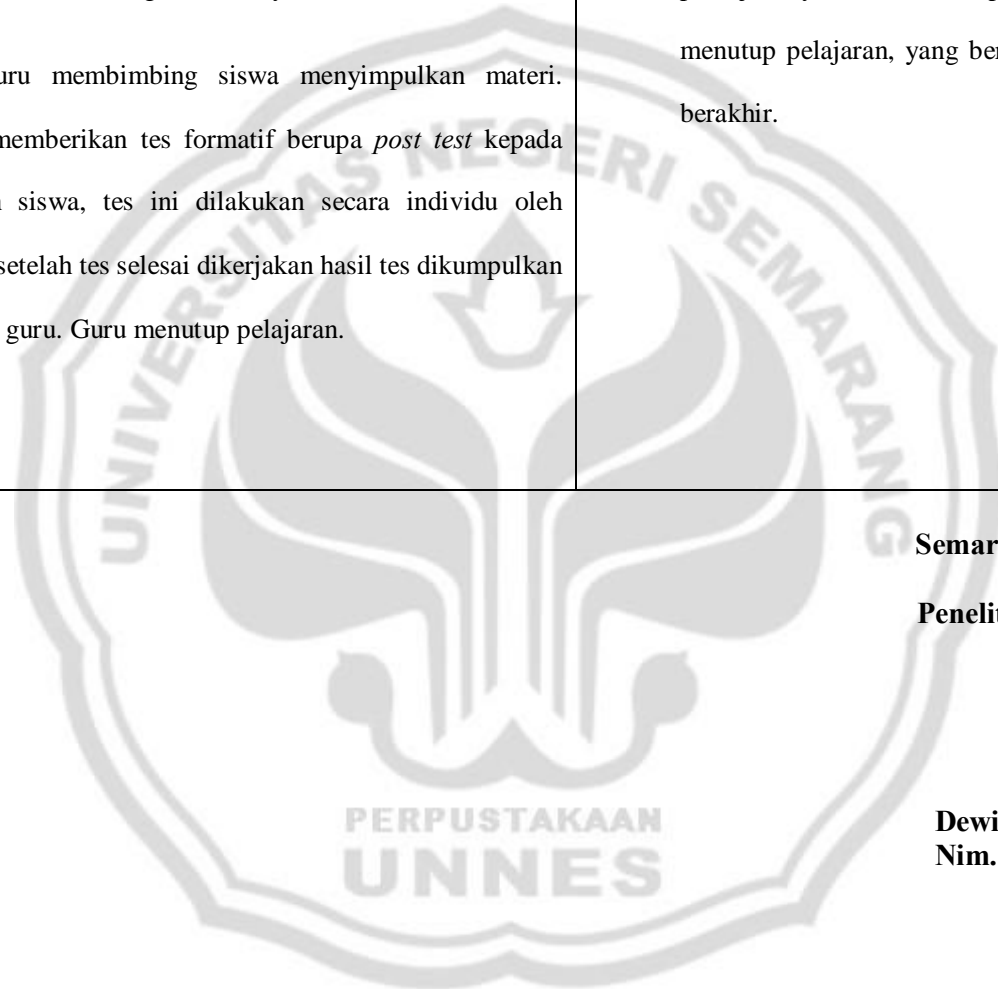 uru membimbing siswa menyimpulkan materi.
nemberikan tes formatif berupa post test kepada
siswa, tes ini dilakukan secara individu oleh
setelah tes selesai dikerjakan hasil tes dikumpulkan
guru. Guru menutup pelajaran.
menutup pelajaran, yang ber
berakhir.
Semar
Penelit
Dewi
Nim.
UNIVERSITAS NEGERI SEMARANG
PERPUSTAKAAN
UNNES